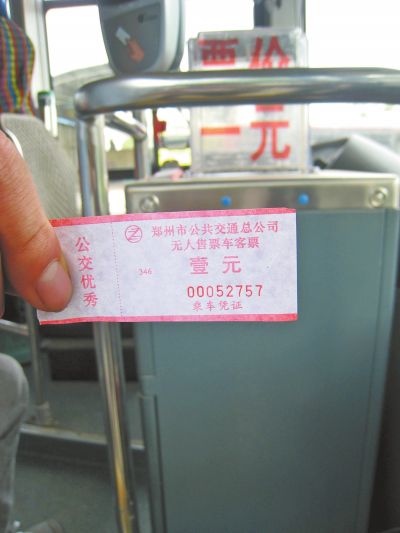 票价
一元
公交优秀
郑州市公共交通总公司
无人售票车客票
346
壹元
00052757
乘车凭证